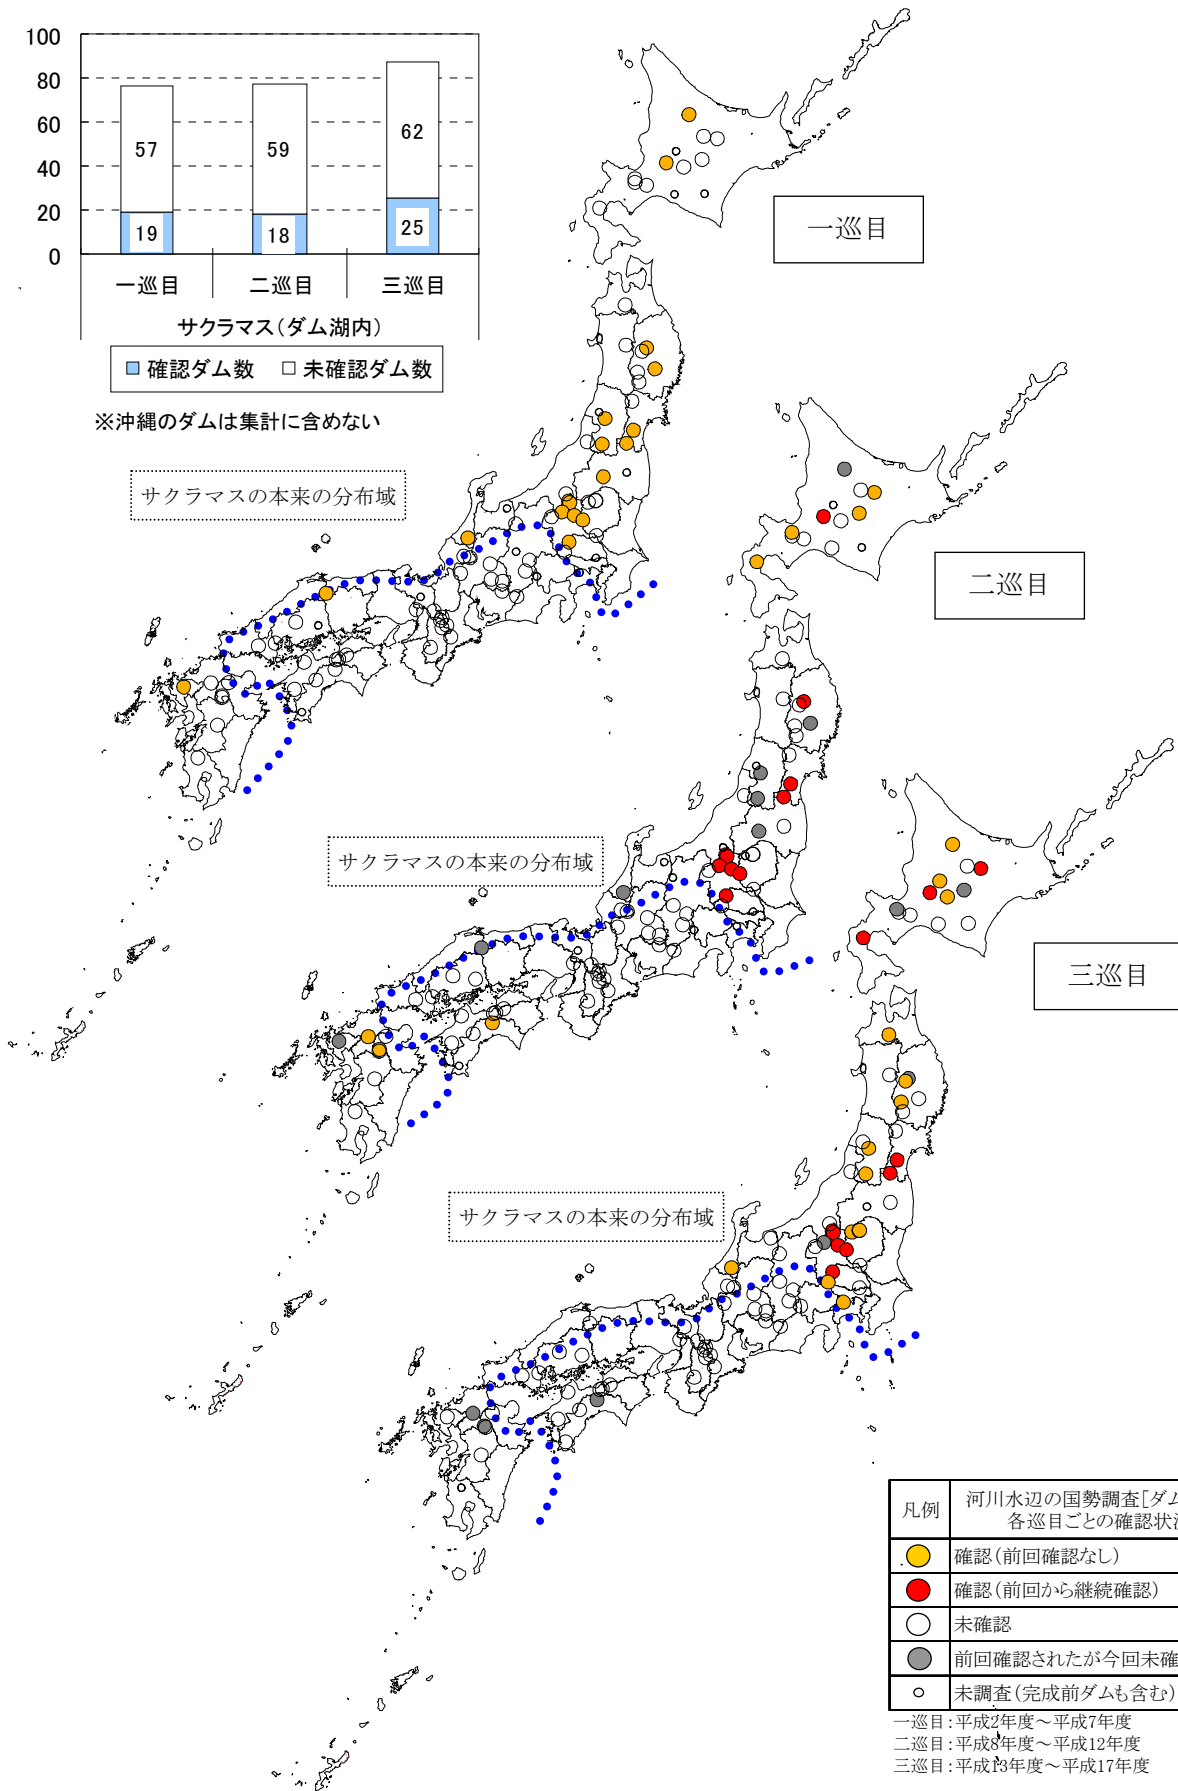 100
80
60
40
20
0
57
59
62
19
18
25
一巡目
二巡目
三巡目
サクラマス(ダム湖内)
確認ダム数 未確認ダム数
※沖縄のダムは集計に含めない
一巡目
サクラマスの本来の分布域
二巡目
サクラマスの本来の分布域
三巡目
サクラマスの本来の分布域
凡例
河川水辺の国勢調査[ダム
各巡目ごとの確認状
確認(前回確認なし)
確認(前回から継続確認)
未確認
前回確認されたが今回未確
未調査(完成前ダムも含む)
一巡目:平成2年度～平成7年度
二巡目:平成8年度～平成12年度
三巡目:平成13年度～平成17年度